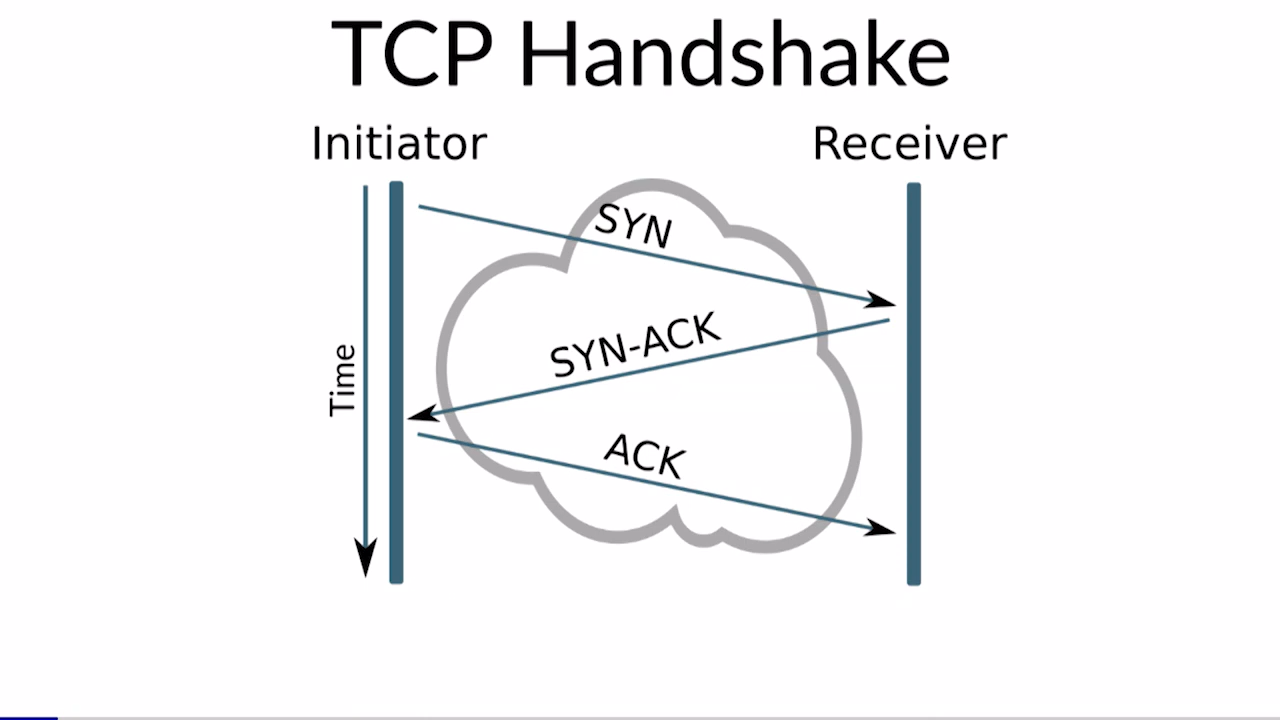 TCP Handshake
Initiator
Receiver
SYN
SYN-ACK
Time
ACK